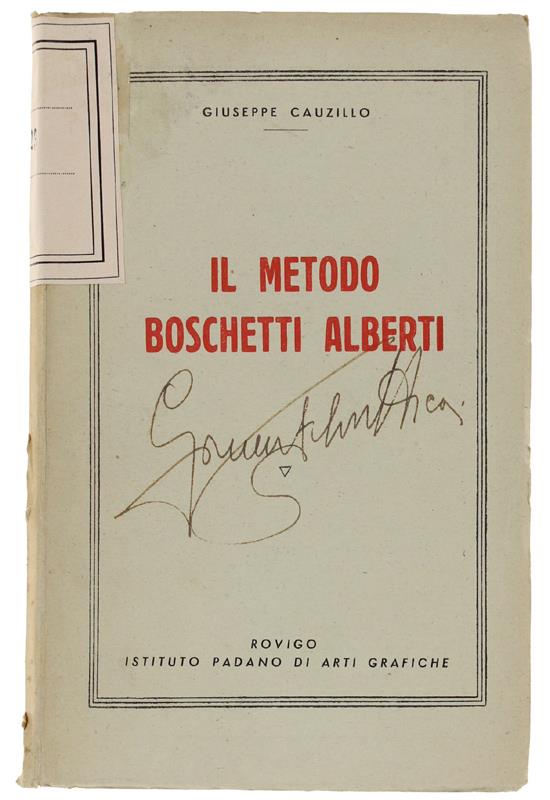 GIUSEPPE CAUZILLO
IL METODO
BOSCHETTI ALBERTI
ROVIGO
ISTITUTO PADANO DI ARTI GRAFICHE